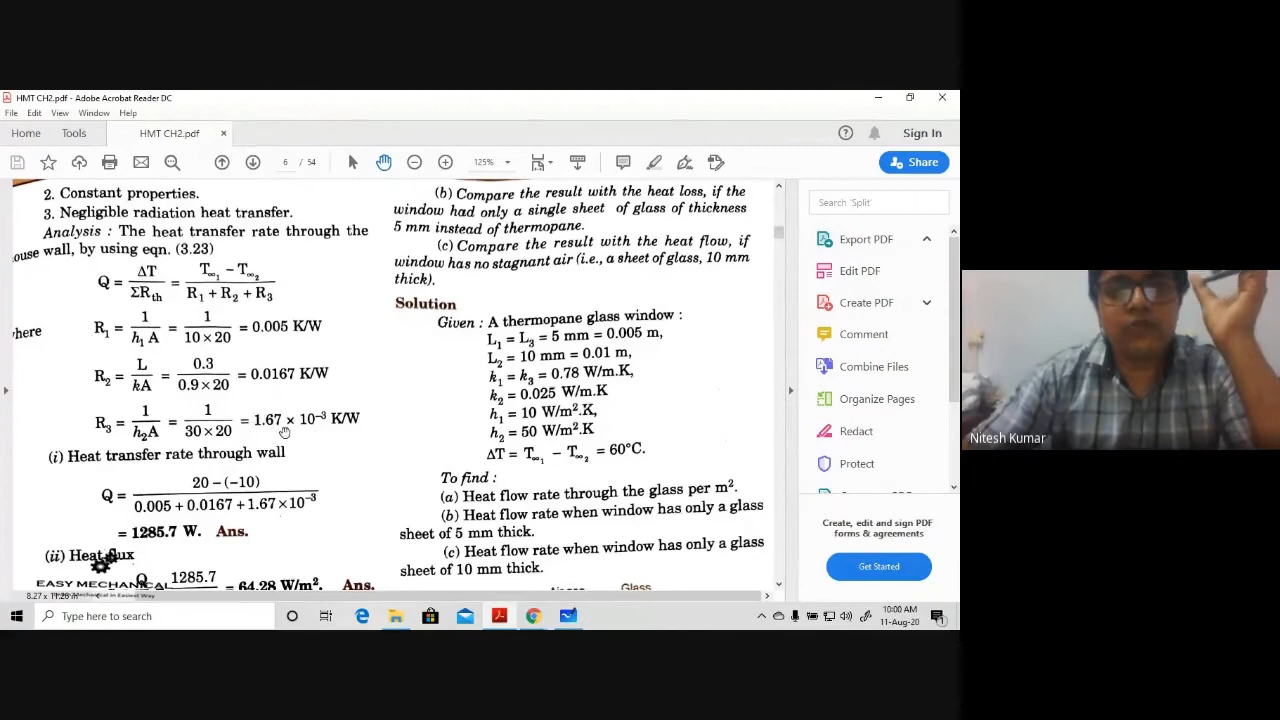 HMT CH2.pdf - Adobe Acrobat Reader DC
File Edit View Window Help
Home Tools HMT CH2.pdf × Sign In
6 / 54 125% Share
2. Constant properties.
3. Negligible radiation heat transfer.
Analysis : The heat transfer rate through the
wall, by using eqn. (3.23)
Q = ΔT / ΣR_th = (T_∞1 − T_∞2) / (R₁ + R₂ + R₃)
R₁ = 1 / (h₁ A) = 1 / (10 × 20) = 0.005 K/W
R₂ = L / (kA) = 0.3 / (0.9 × 20) = 0.0167 K/W
R₃ = 1 / (h₂A) = 1 / (30 × 20) = 1.67 × 10⁻³ K/W
(i) Heat transfer rate through wall
Q = (20 − (−10)) / (0.005 + 0.0167 + 1.67 × 10⁻³)
= 1285.7 W. Ans.
(ii) Heat flux
Q 1285.7 = 64.28 W/m². Ans.
EASY MECHANICAL
8.27 x 11.26 in
(b) Compare the result with the heat loss, if the
window had only a single sheet of glass of thickness
5 mm instead of thermopane.
(c) Compare the result with the heat flow, if
window has no stagnant air (i.e., a sheet of glass, 10 mm
thick).
Solution
Given : A thermopane glass window :
L₁ = L₃ = 5 mm = 0.005 m,
L₂ = 10 mm = 0.01 m,
k₁ = k₃ = 0.78 W/m.K,
k₂ = 0.025 W/m.K
h₁ = 10 W/m².K,
h₂ = 50 W/m².K
ΔT = T_∞1 − T_∞2 = 60°C.
To find :
(a) Heat flow rate through the glass per m².
(b) Heat flow rate when window has only a glass
sheet of 5 mm thick.
(c) Heat flow rate when window has only a glass
sheet of 10 mm thick.
Glass
Search 'Split'
Export PDF
Edit PDF
Create PDF
Comment
Combine Files
Organize Pages
Redact
Protect
Create, edit and sign PDF
forms & agreements
Get Started
Type here to search
10:00 AM
11-Aug-20
Nitesh Kumar